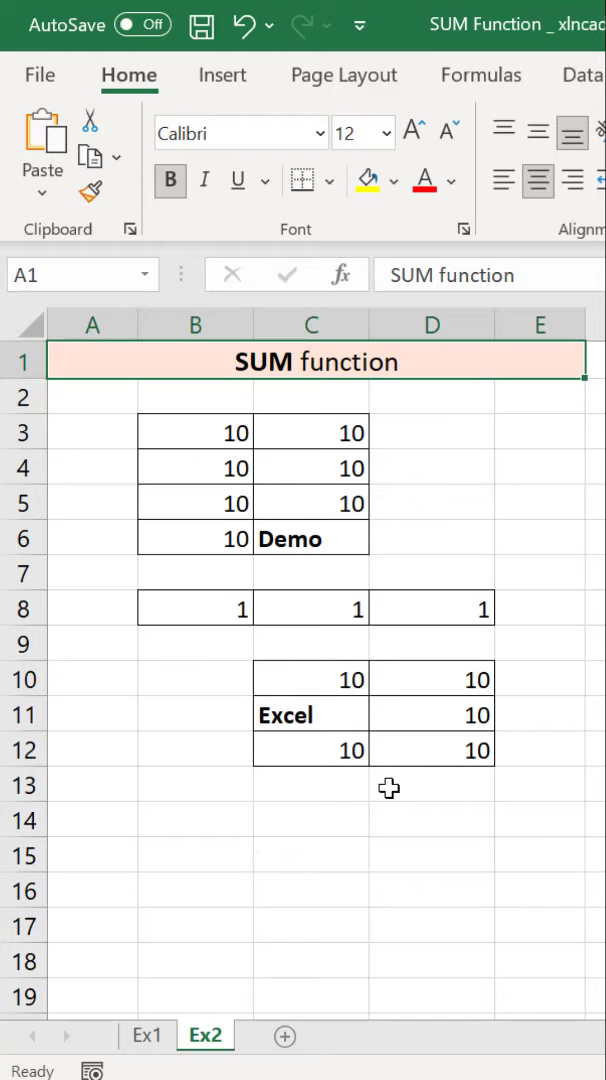 AutoSave Off SUM Function _ xlncad
File Home Insert Page Layout Formulas Data
Paste Calibri 12
B I U A
Clipboard Font Alignm
A1 fx SUM function
A B C D E
1 SUM function
2
3 10 10
4 10 10
5 10 10
6 10 Demo
7
8 1 1 1
9
10 10 10
11 Excel 10
12 10 10
13
14
15
16
17
18
19
Ex1 Ex2
Ready